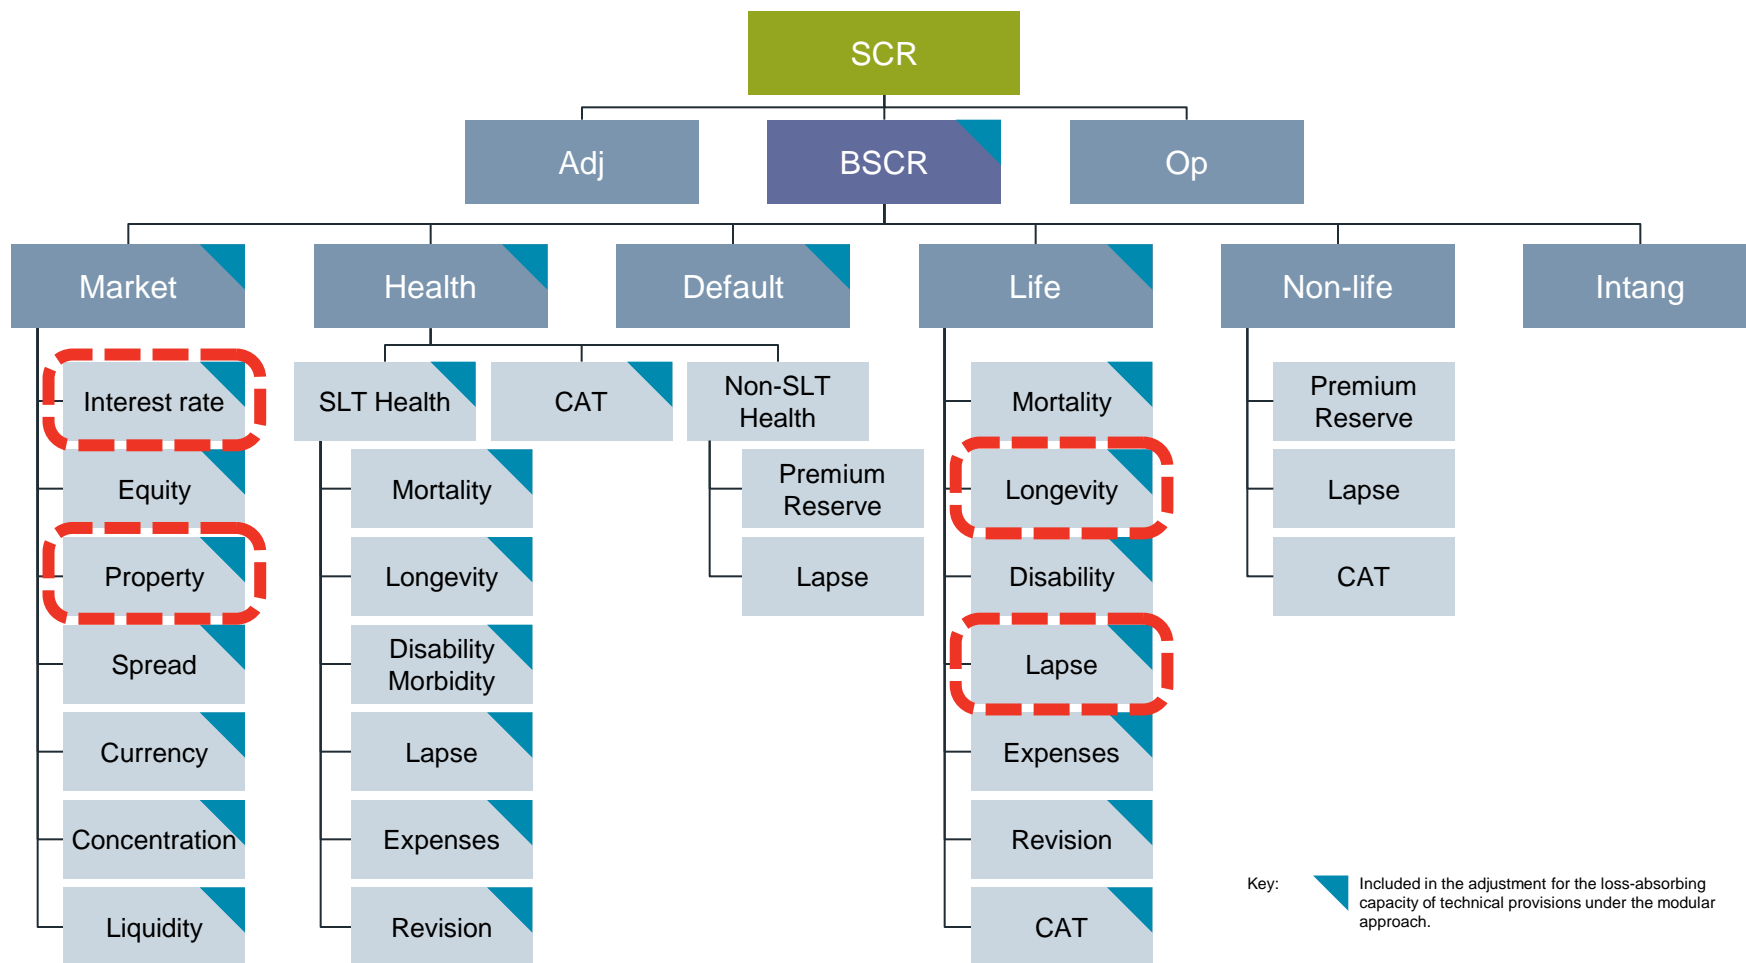 SCR
Adj
BSCR
Op
Market
Health
Default
Life
Non-life
Intang
Interest rate
Equity
Property
Spread
Currency
Concentration
Liquidity
SLT Health
CAT
Non-SLT
Health
Mortality
Longevity
Disability
Morbidity
Lapse
Expenses
Revision
Premium
Reserve
Lapse
Mortality
Longevity
Disability
Lapse
Expenses
Revision
CAT
Premium
Reserve
Lapse
CAT
Key:
Included in the adjustment for the loss-absorbing
capacity of technical provisions under the modular
approach.